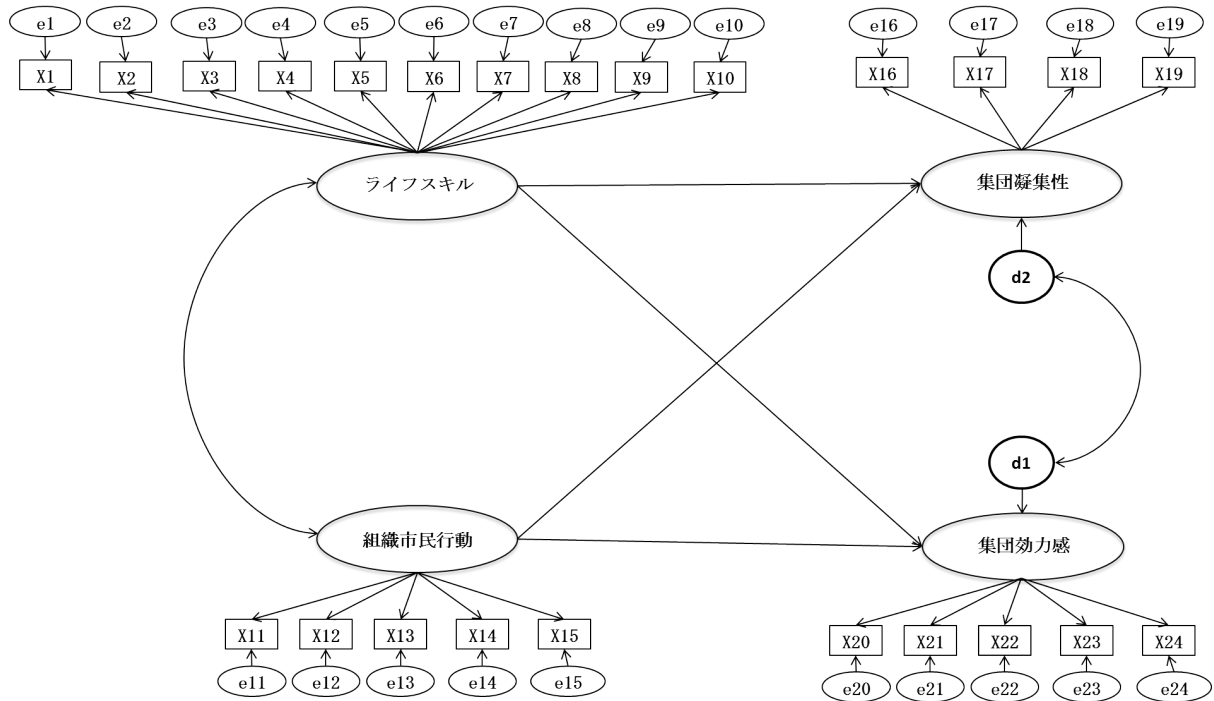 e1 e2 e3 e4 e5 e6 e7 e8 e9 e10
X1 X2 X3 X4 X5 X6 X7 X8 X9 X10
e16 e17 e18 e19
X16 X17 X18 X19
ライフスキル
集団凝集性
d2
d1
組織市民行動
集団効力感
X11 X12 X13 X14 X15
e11 e12 e13 e14 e15
X20 X21 X22 X23 X24
e20 e21 e22 e23 e24